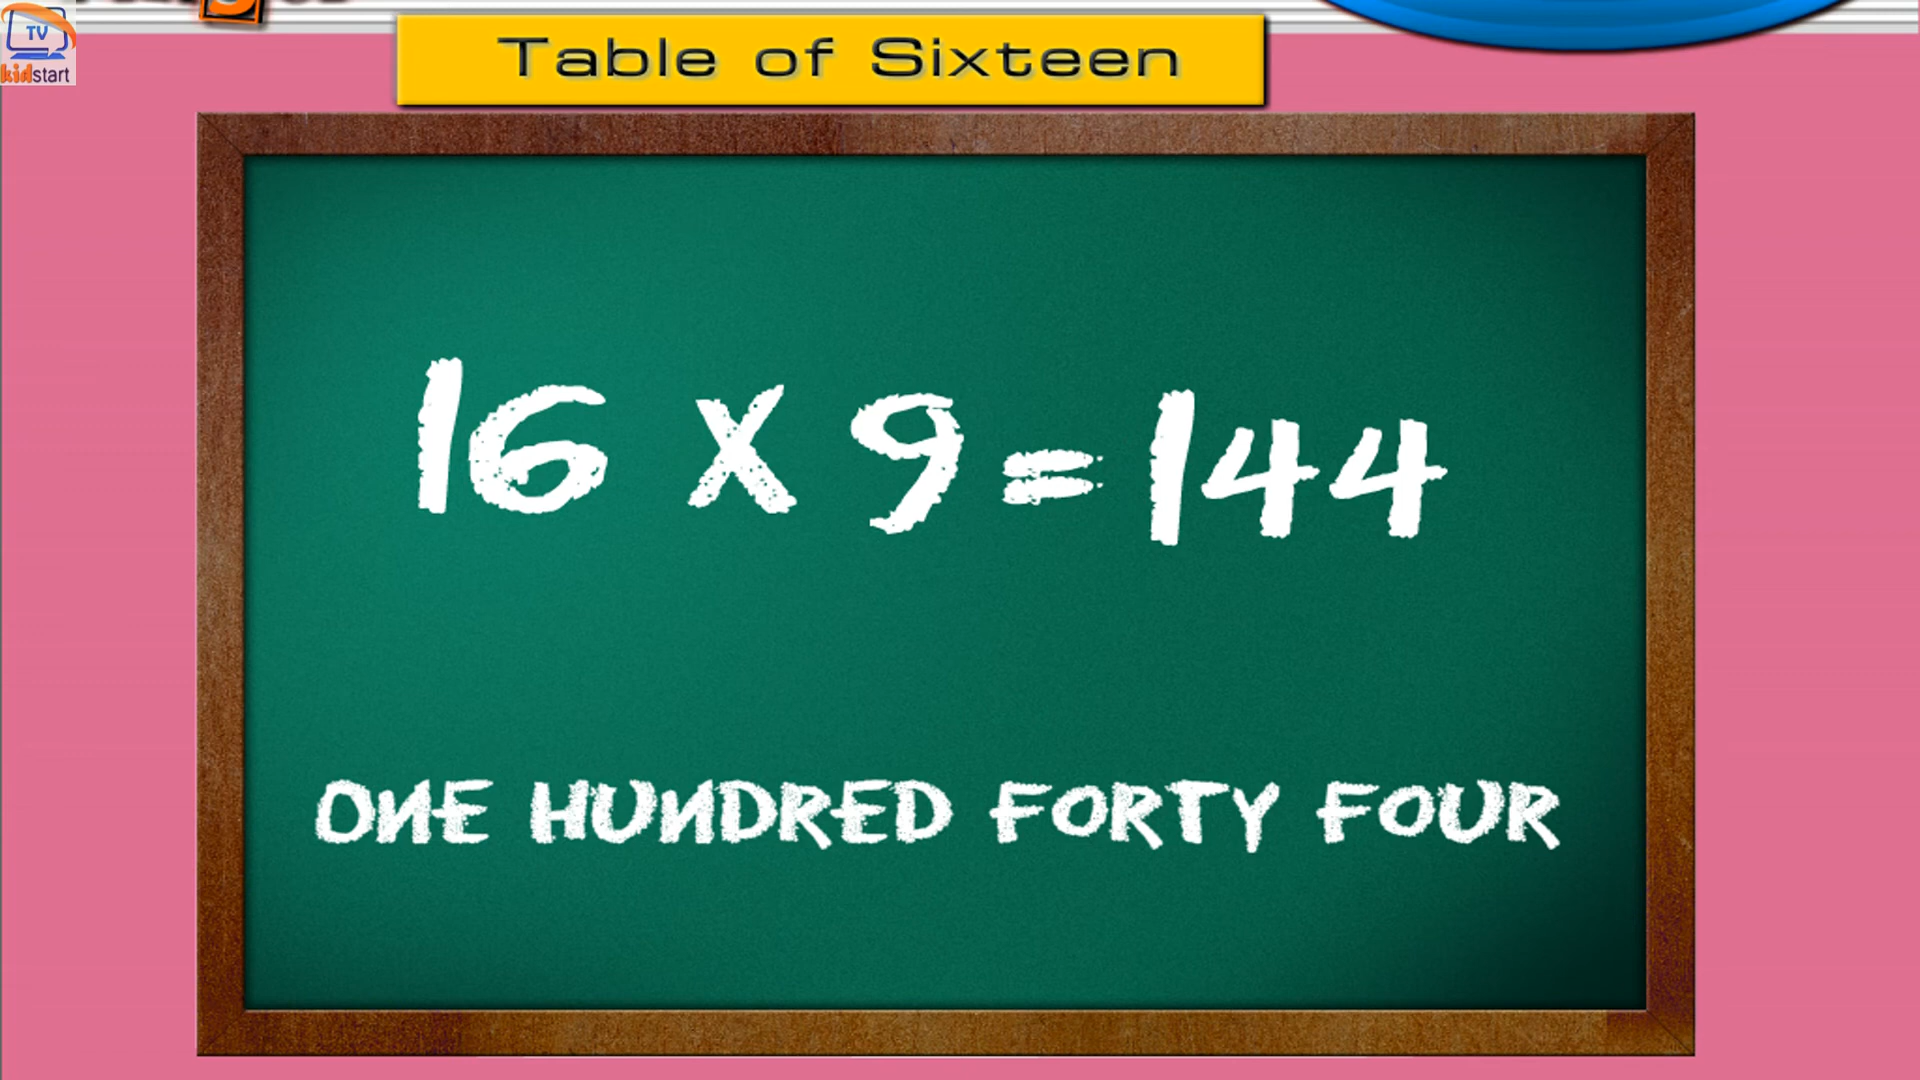 TV
kidstart
Table of Sixteen
16 X 9 = 144
ONE HUNDRED FORTY FOUR